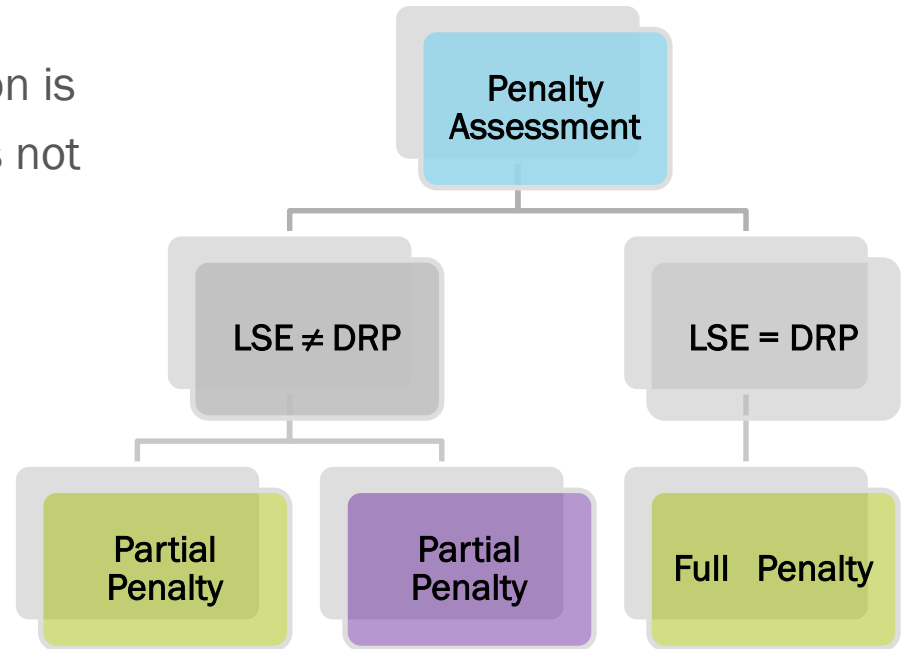 on is
s not
Penalty
Assessment
LSE ≠ DRP
LSE = DRP
Partial
Penalty
Partial
Penalty
Full Penalty